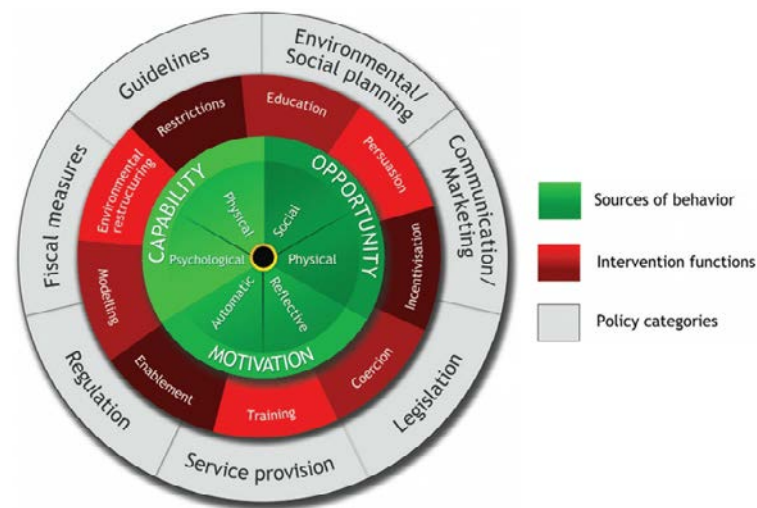 Guidelines
Environmental/
Social planning
Communication/
Marketing
Legislation
Service provision
Regulation
Fiscal measures
Restrictions
Education
Persuasion
Incentivisation
Coercion
Training
Enablement
Modelling
Environmental
restructuring
CAPABILITY
OPPORTUNITY
MOTIVATION
Physical
Social
Psychological
Physical
Automatic
Reflective
Sources of behavior
Intervention functions
Policy categories